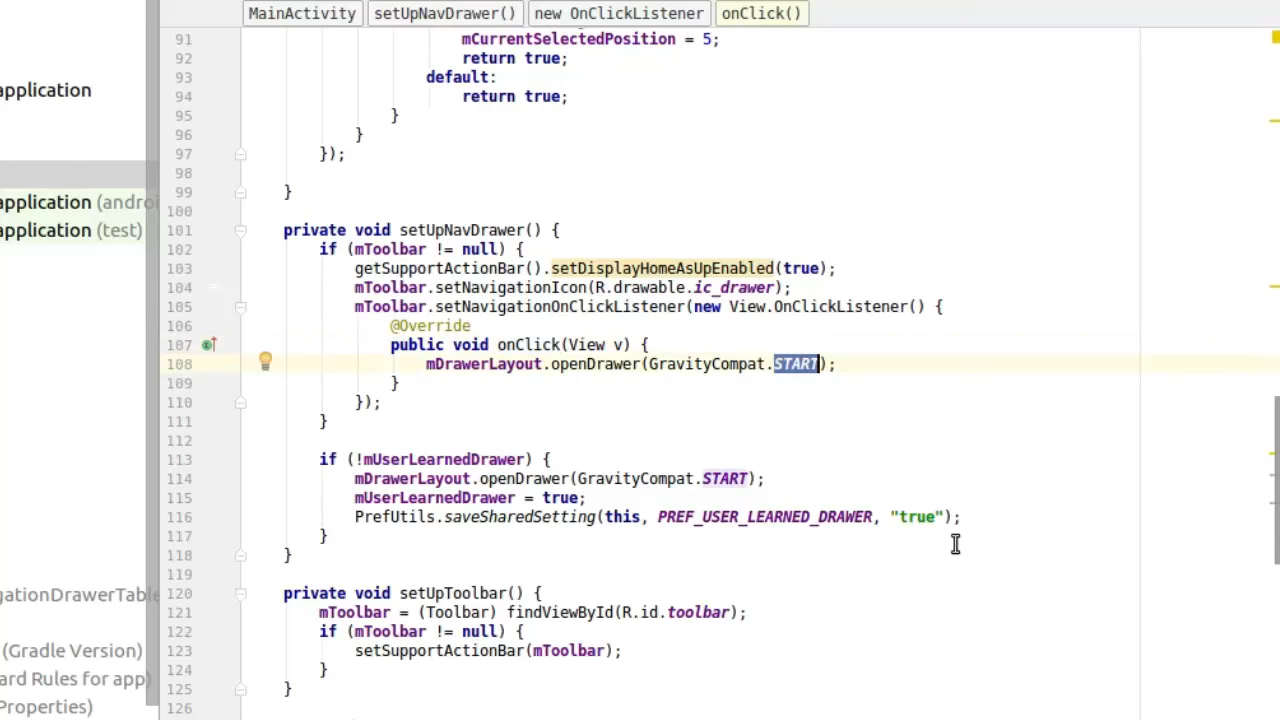 MainActivity setUpNavDrawer() new OnClickListener onClick()
91 mCurrentSelectedPosition = 5;
92 return true;
93 default:
94 return true;
95 }
96 }
97 });
98
99 }
100
101 private void setUpNavDrawer() {
102 if (mToolbar != null) {
103 getSupportActionBar().setDisplayHomeAsUpEnabled(true);
104 mToolbar.setNavigationIcon(R.drawable.ic_drawer);
105 mToolbar.setNavigationOnClickListener(new View.OnClickListener() {
106 @Override
107 public void onClick(View v) {
108 mDrawerLayout.openDrawer(GravityCompat.START);
109 }
110 });
111 }
112
113 if (!mUserLearnedDrawer) {
114 mDrawerLayout.openDrawer(GravityCompat.START);
115 mUserLearnedDrawer = true;
116 PrefUtils.saveSharedSetting(this, PREF_USER_LEARNED_DRAWER, "true");
117 }
118 }
119
120 private void setUpToolbar() {
121 mToolbar = (Toolbar) findViewById(R.id.toolbar);
122 if (mToolbar != null) {
123 setSupportActionBar(mToolbar);
124 }
125 }
126
application
application (andro
application (test)
gationDrawerTable
(Gradle Version)
ard Rules for app)
Properties)